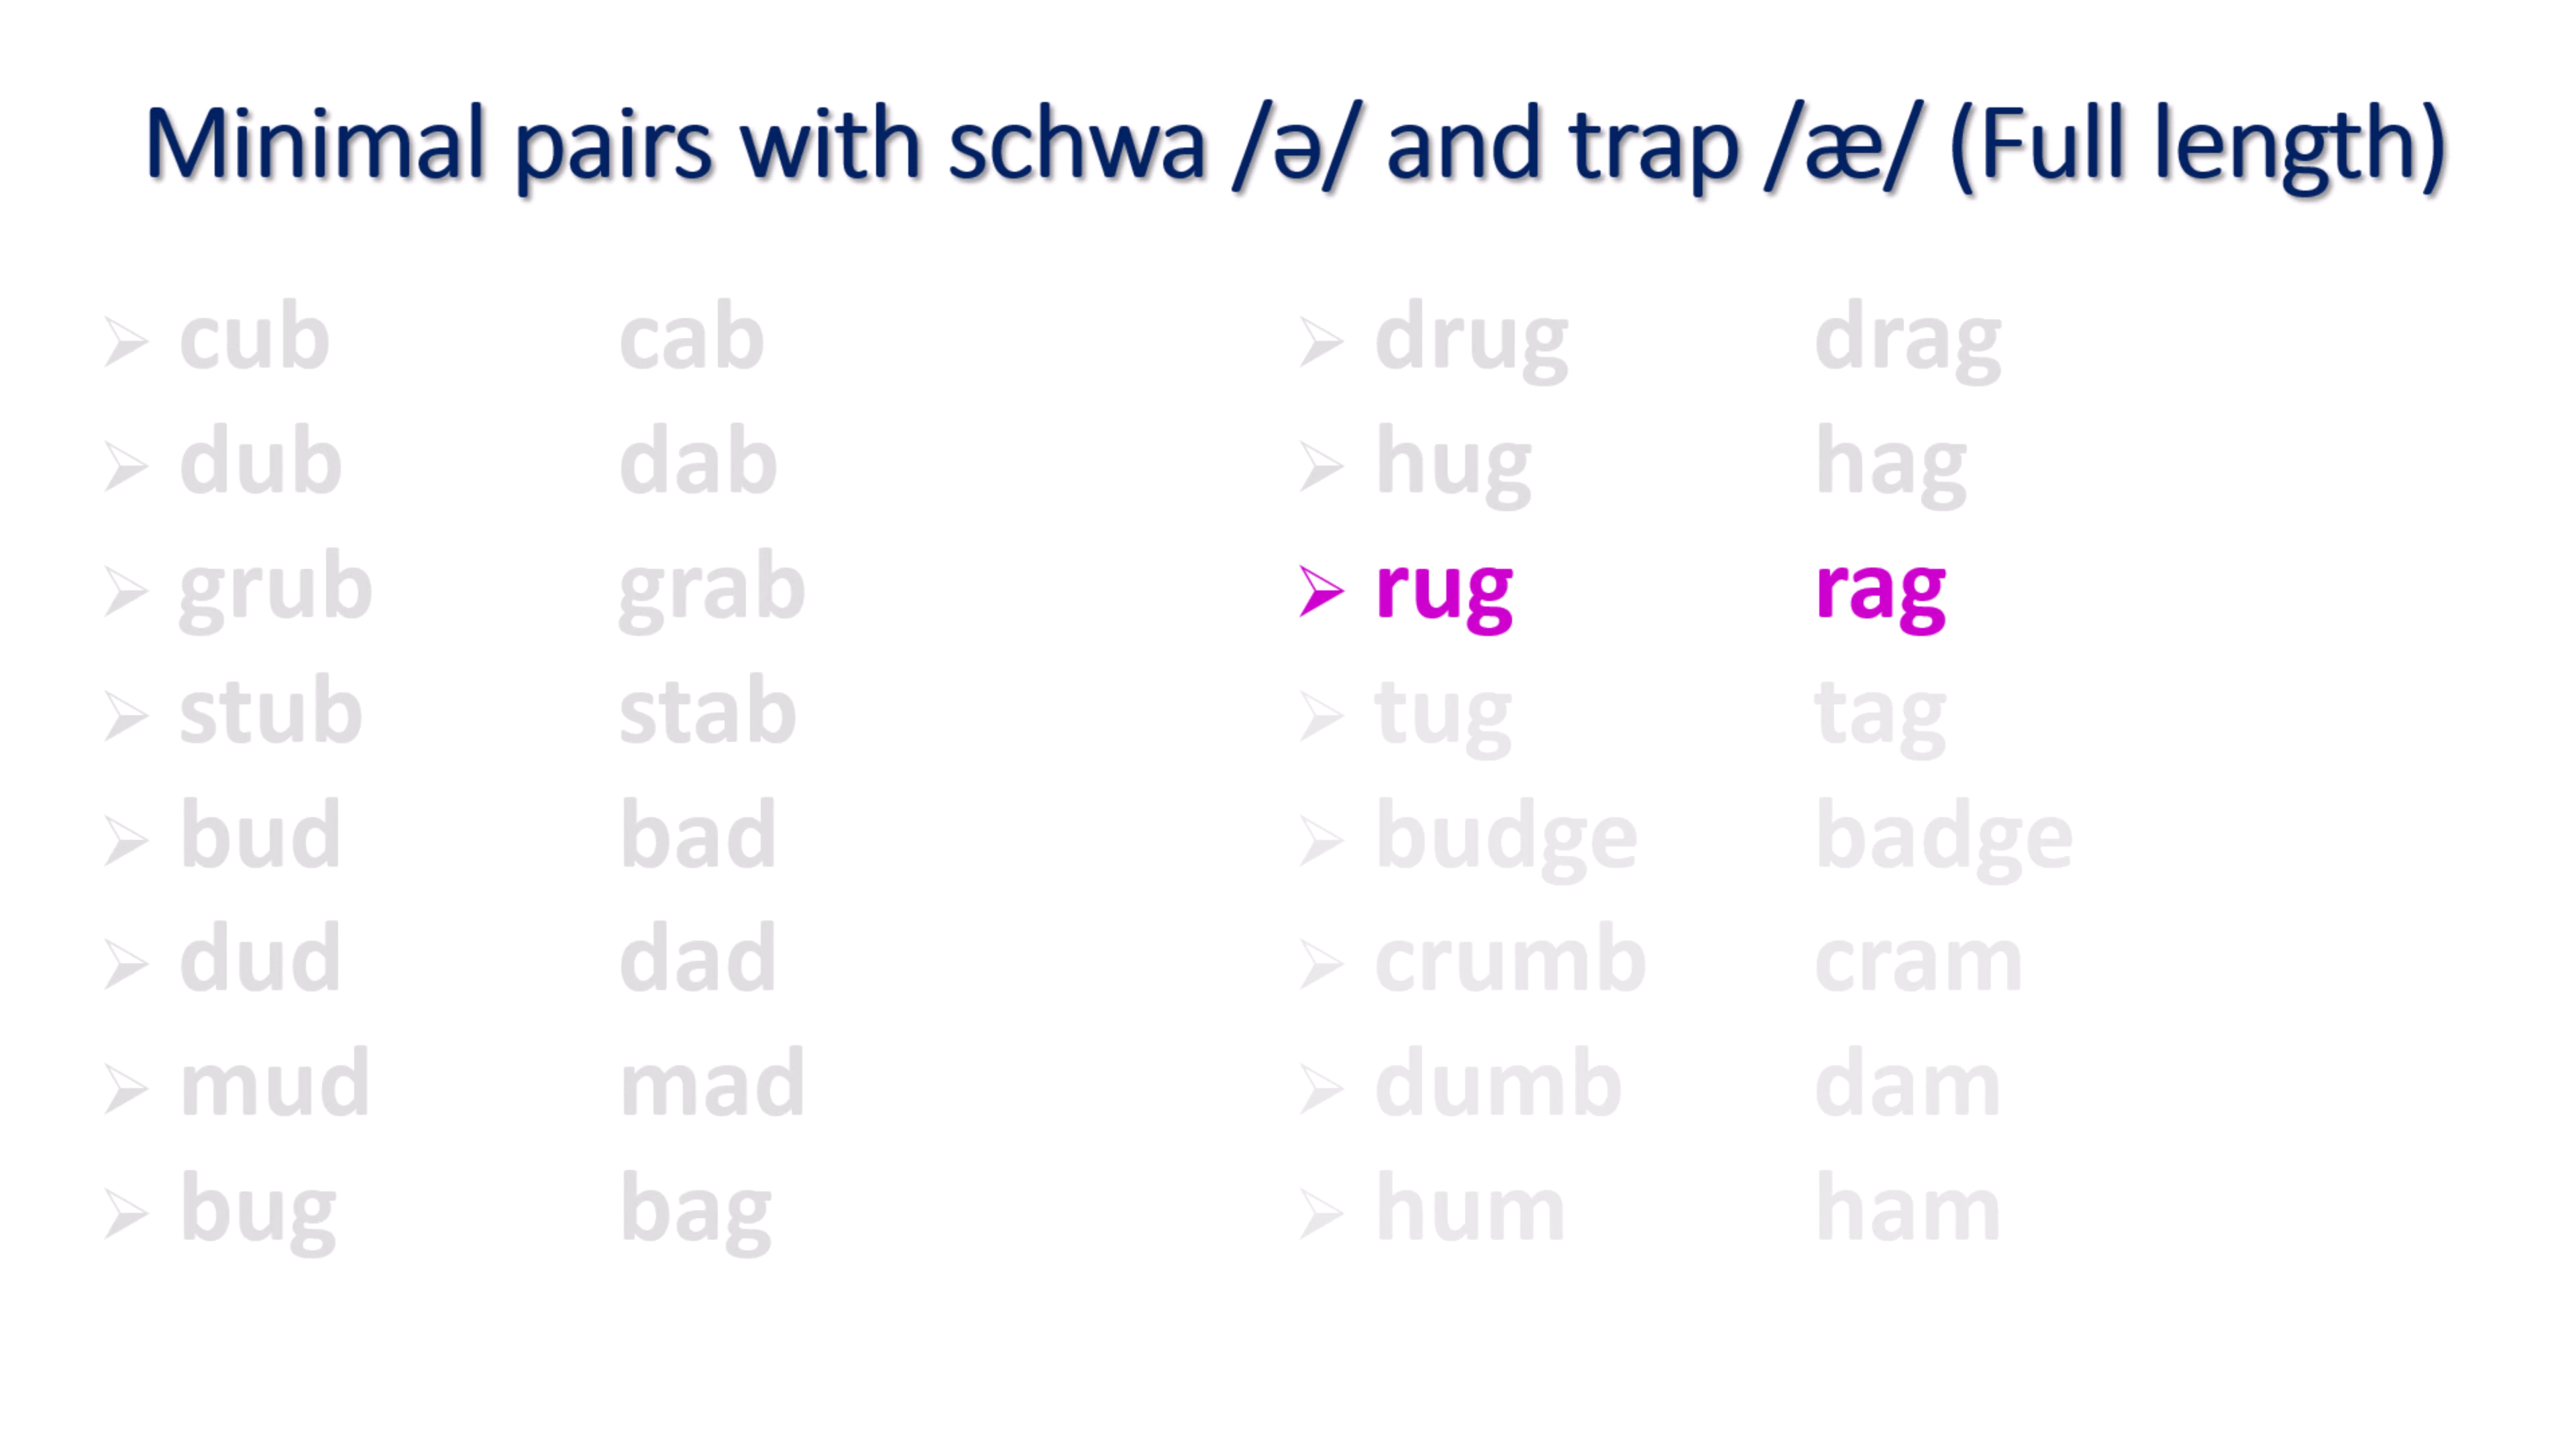 Minimal pairs with schwa /ə/ and trap /æ/ (Full length)
cub cab
dub dab
grub grab
stub stab
bud bad
dud dad
mud mad
bug bag
drug drag
hug hag
rug rag
tug tag
budge badge
crumb cram
dumb dam
hum ham